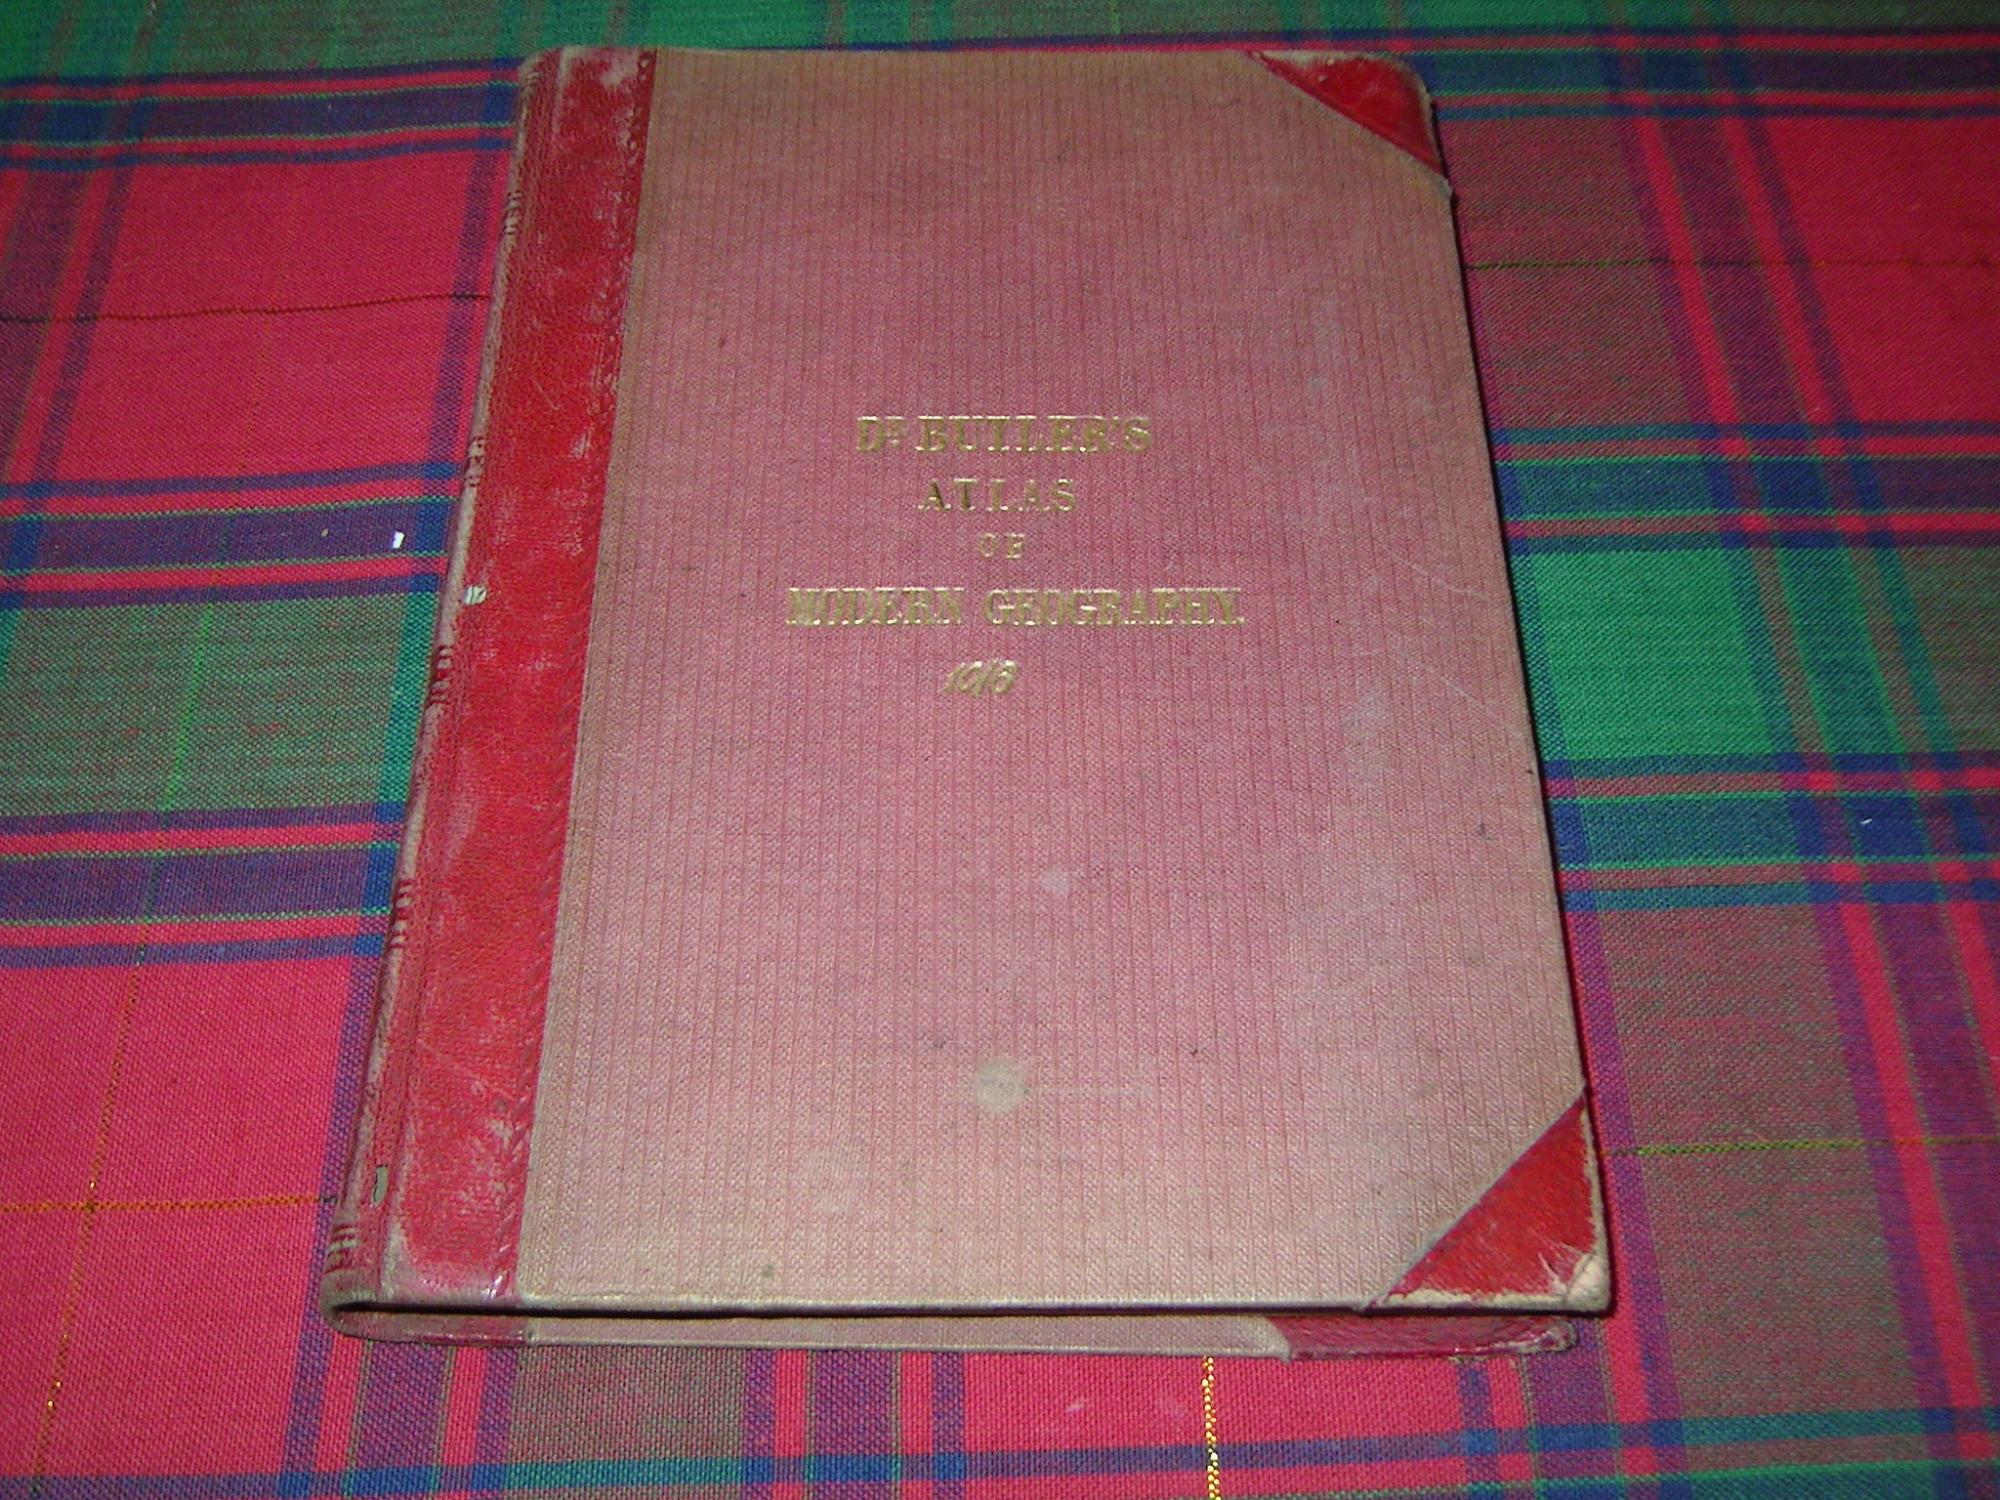 Dr BUTLER'S
ATLAS
OF
MODERN GEOGRAPHY.